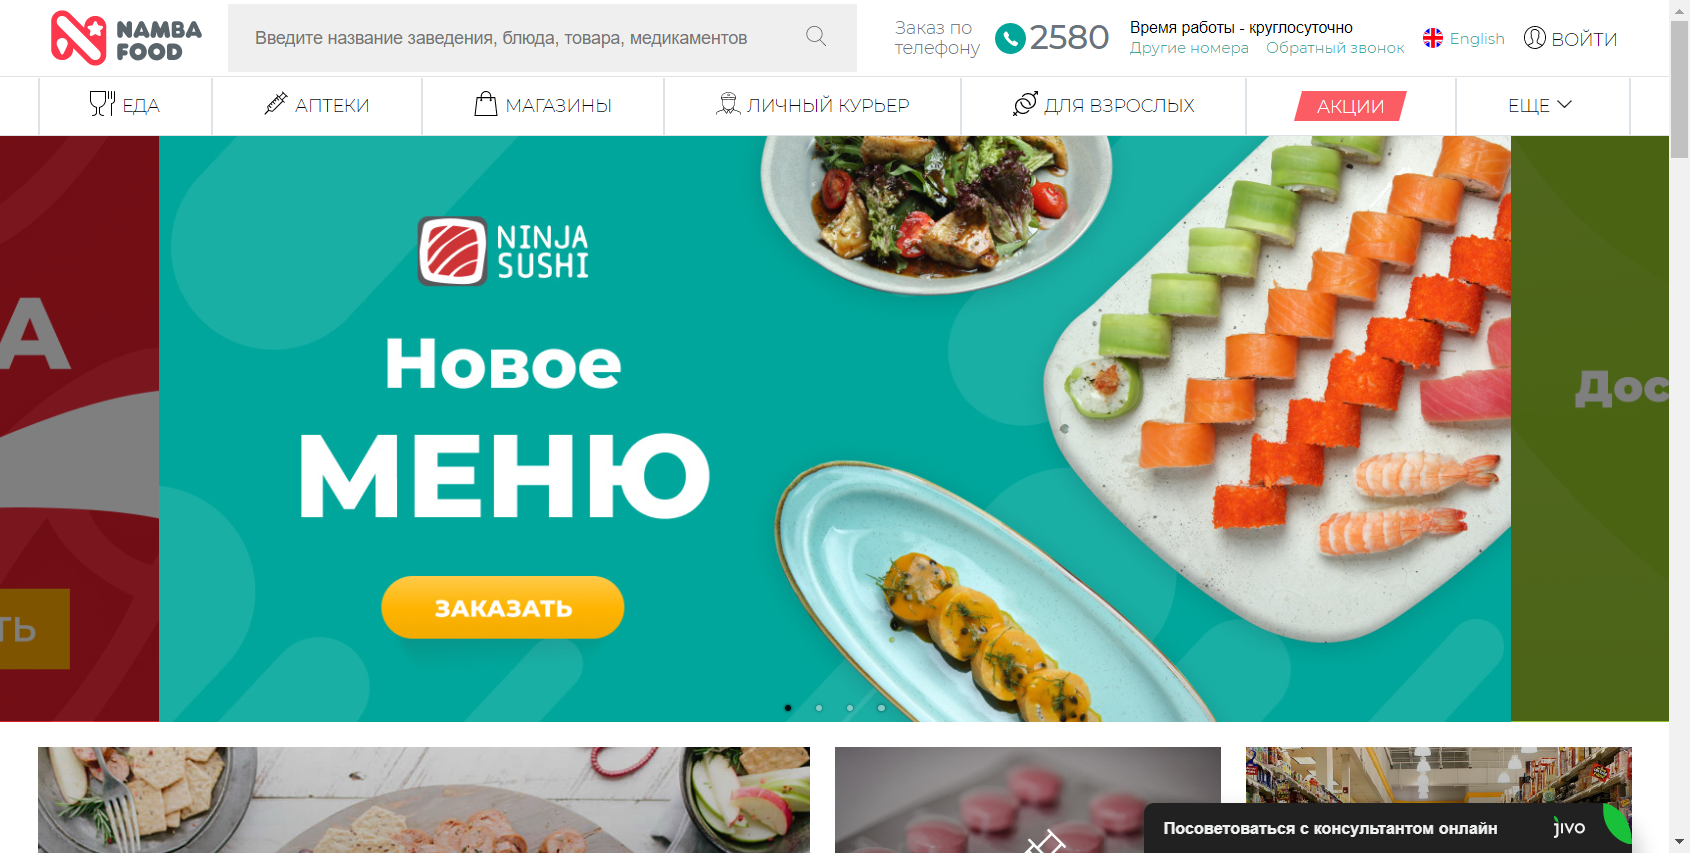 NAMBA
FOOD
Введите название заведения, блюда, товара, медикаментов
Заказ по
телефону
2580
Время работы - круглосуточно
Другие номера Обратный звонок
English
ВОЙТИ
ЕДА
АПТЕКИ
МАГАЗИНЫ
ЛИЧНЫЙ КУРЬЕР
ДЛЯ ВЗРОСЛЫХ
АКЦИИ
ЕЩЕ
NINJA
SUSHI
Новое
МЕНЮ
ЗАКАЗАТЬ
А
ТЬ
Дос
Посоветоваться с консультантом онлайн
jivo